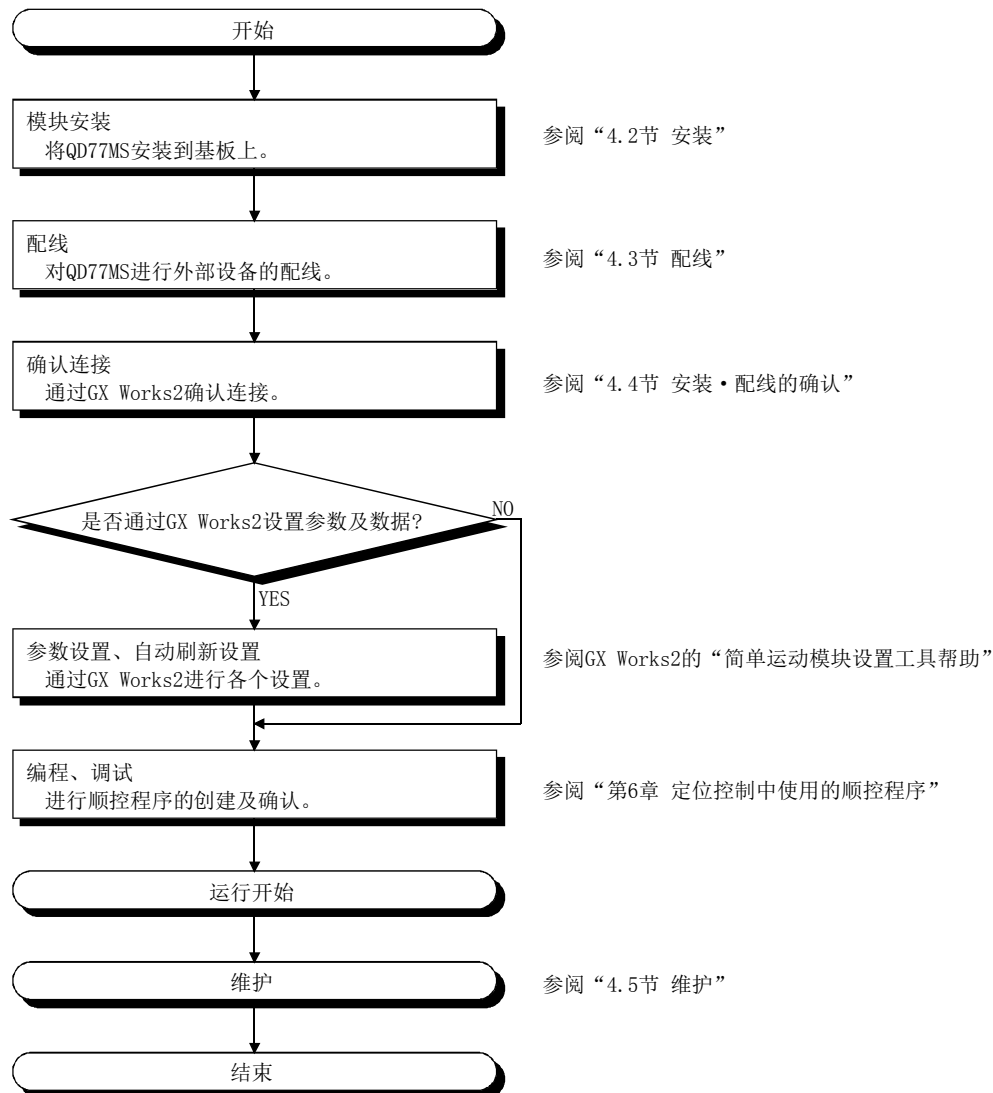 开始
模块安装
将QD77MS安装到基板上。
参阅“4.2节 安装”
配线
对QD77MS进行外部设备的配线。
参阅“4.3节 配线”
确认连接
通过GX Works2确认连接。
参阅“4.4节 安装·配线的确认”
是否通过GX Works2设置参数及数据?
NO
YES
参数设置、自动刷新设置
通过GX Works2进行各个设置。
参阅GX Works2的“简单运动模块设置工具帮助”
编程、调试
进行顺控程序的创建及确认。
参阅“第6章 定位控制中使用的顺控程序”
运行开始
维护
参阅“4.5节 维护”
结束